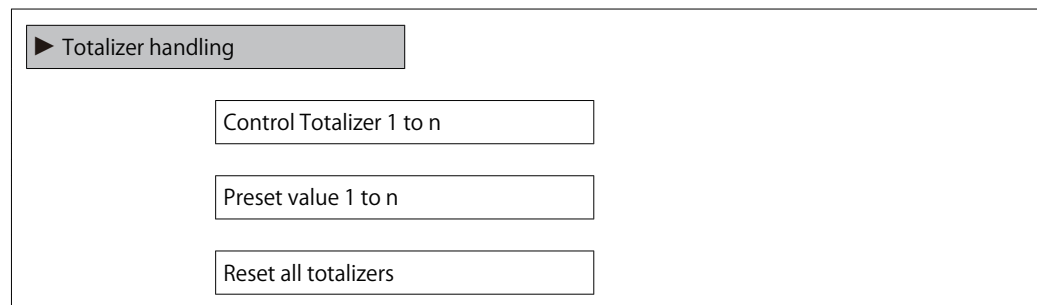 ► Totalizer handling
Control Totalizer 1 to n
Preset value 1 to n
Reset all totalizers